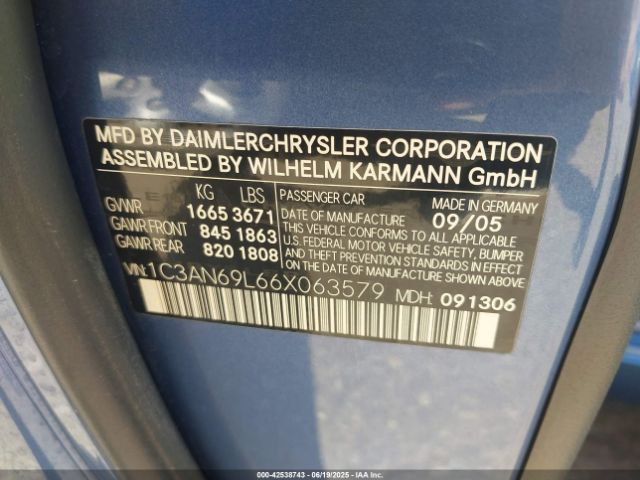 MFD BY DAIMLERCHRYSLER CORPORATION
ASSEMBLED BY WILHELM KARMANN GmbH
KG LBS
GVWR 1665 3671
GAWR FRONT 845 1863
GAWR REAR 820 1808
PASSENGER CAR MADE IN GERMANY
DATE OF MANUFACTURE 09/05
THIS VEHICLE CONFORMS TO ALL APPLICABLE
U.S. FEDERAL MOTOR VEHICLE SAFETY, BUMPER,
AND THEFT PREVENTION STANDARDS IN EFFECT
ON THE DATE OF MANUFACTURE SHOWN ABOVE.
VIN:1C3AN69L66X063579 MDH: 091306
000-42538743 - 06/19/2025 - IAAI.COM